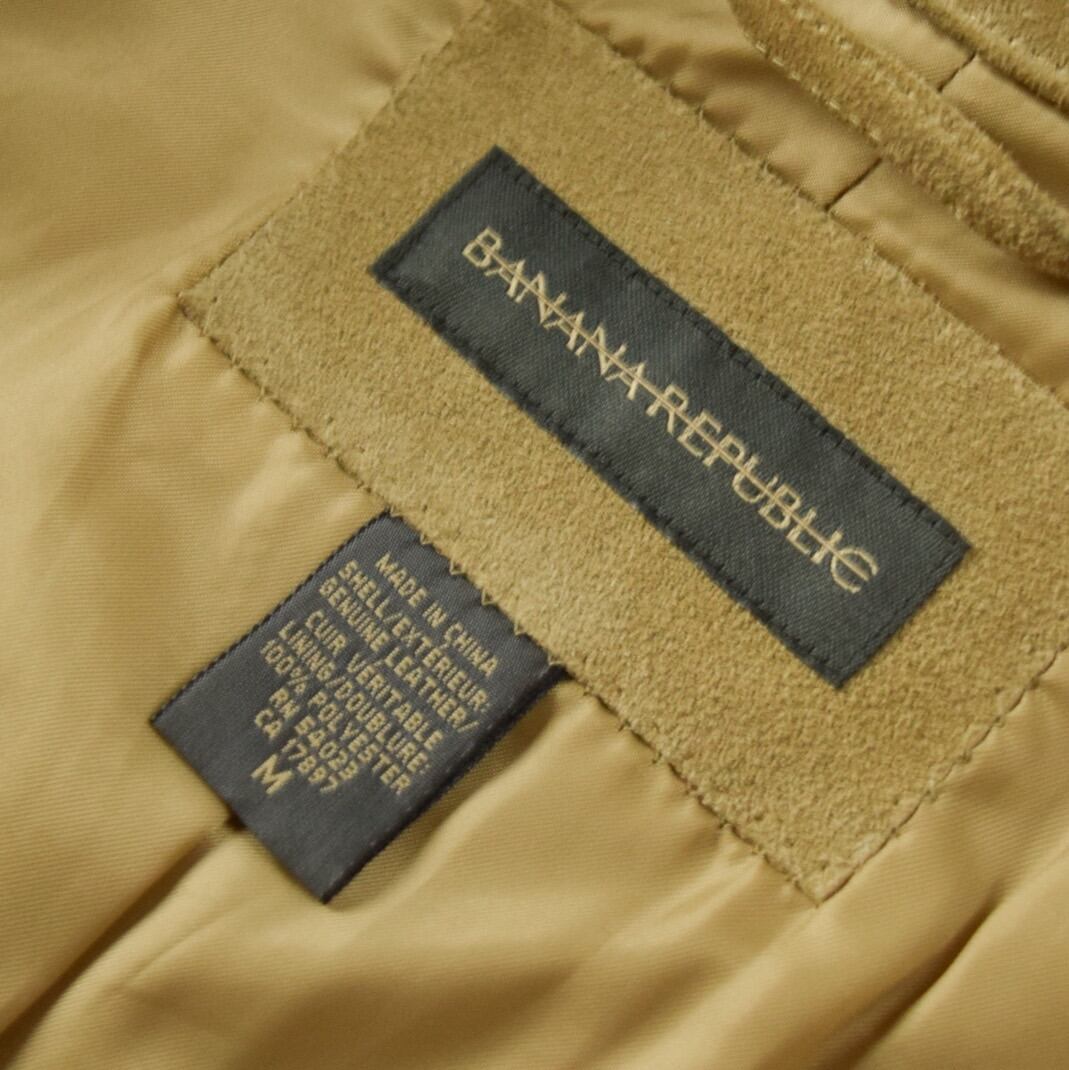 BANANA REPUBLIC
MADE IN CHINA
SHELL/EXTÉRIEUR:
GENUINE LEATHER/
CUIR VÉRITABLE
LINING/DOUBLURE:
100% POLYESTER
RN 54023
CA 17897
M